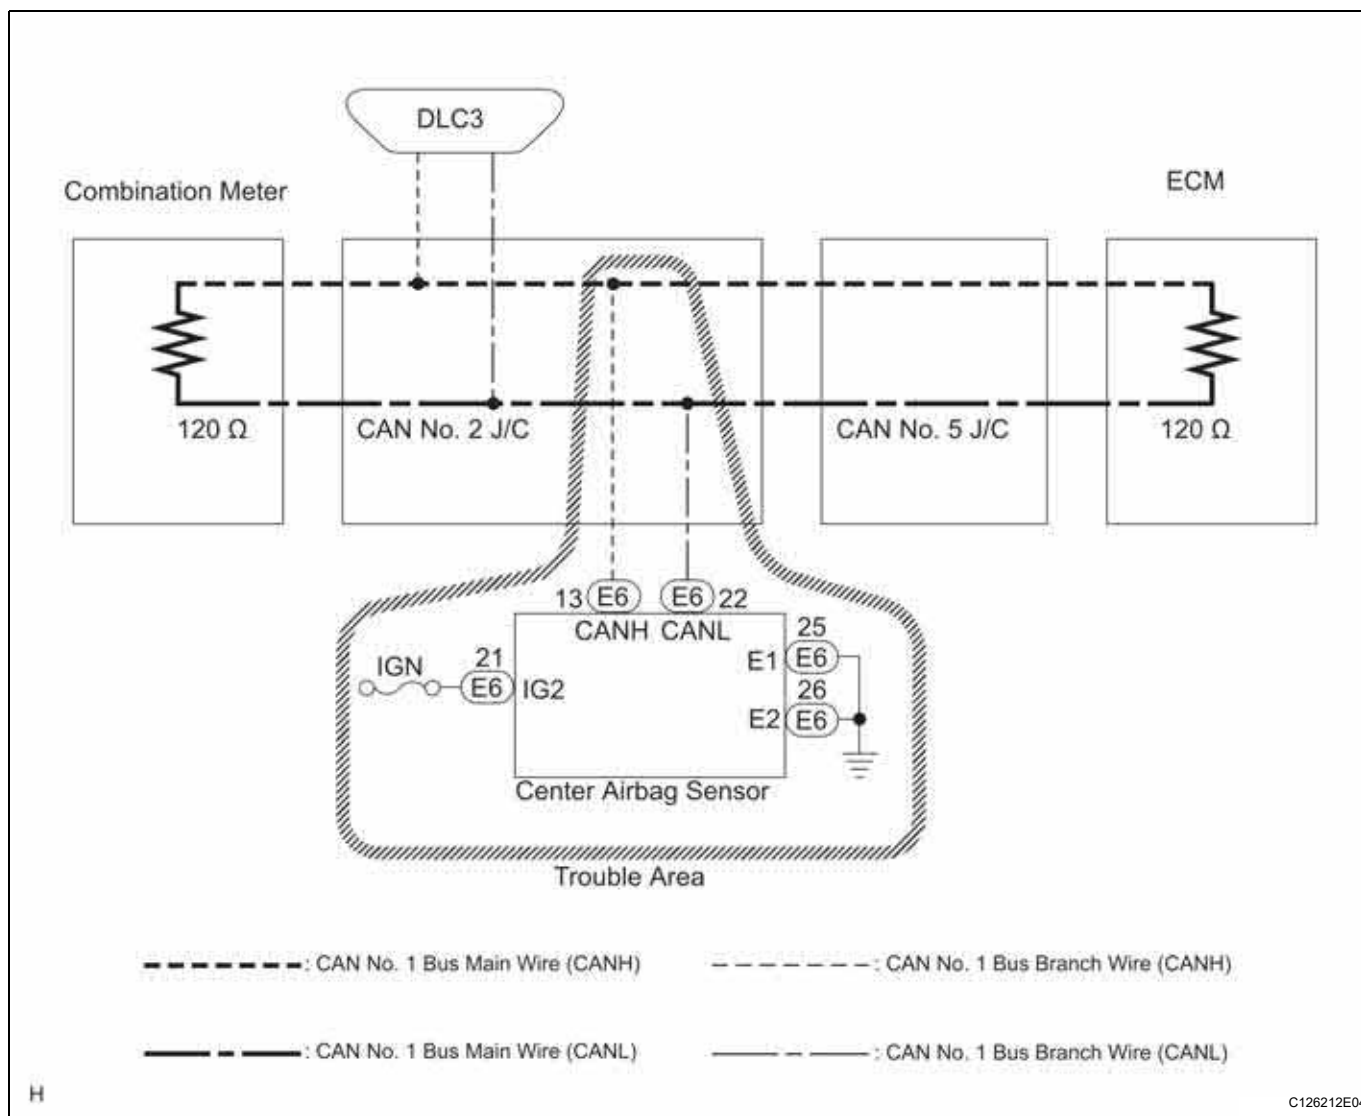 DLC3
Combination Meter
ECM
120 Ω
CAN No. 2 J/C
CAN No. 5 J/C
120 Ω
13 E6
E6 22
CANH CANL
25
E1 E6
IGN
21
E6 IG2
26
E2 E6
Center Airbag Sensor
Trouble Area
: CAN No. 1 Bus Main Wire (CANH)
: CAN No. 1 Bus Branch Wire (CANH)
: CAN No. 1 Bus Main Wire (CANL)
: CAN No. 1 Bus Branch Wire (CANL)
H
C126212E04